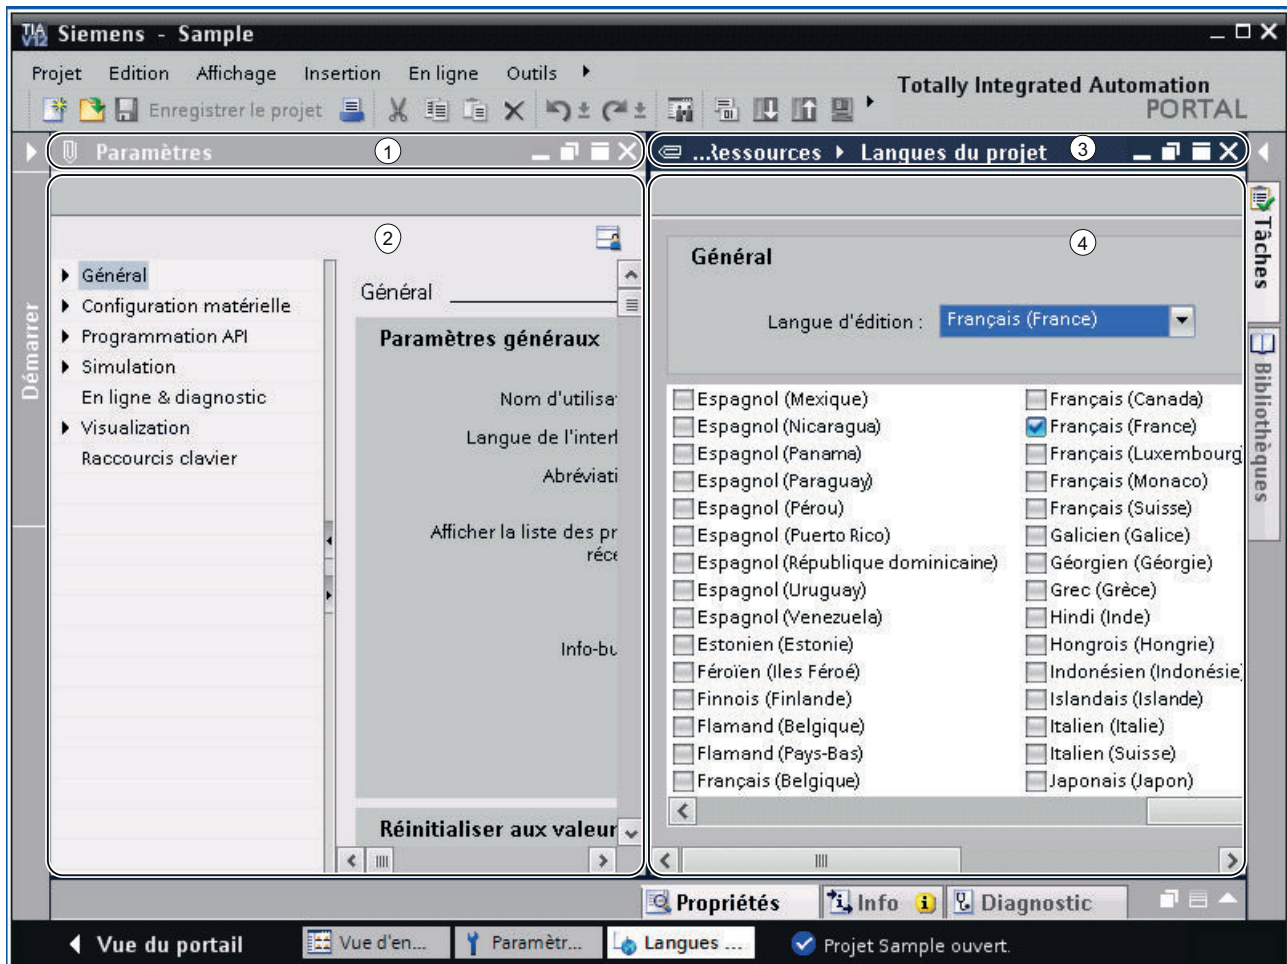 TIA V12 Siemens - Sample
Projet Edition Affichage Insertion En ligne Outils
Totally Integrated Automation
PORTAL
Enregistrer le projet
Paramètres 1
...Ressources Langues du projet 3
Démarrer
2
Général
Configuration matérielle
Programmation API
Simulation
En ligne & diagnostic
Visualization
Raccourcis clavier
Général
Paramètres généraux
Nom d'utilisa
Langue de l'interf
Abréviati
Afficher la liste des pr
réce
Info-bu
Réinitialiser aux valeur
4
Général
Langue d'édition : Français (France)
Espagnol (Mexique)
Espagnol (Nicaragua)
Espagnol (Panama)
Espagnol (Paraguay)
Espagnol (Pérou)
Espagnol (Puerto Rico)
Espagnol (République dominicaine)
Espagnol (Uruguay)
Espagnol (Venezuela)
Estonien (Estonie)
Féroïen (Iles Féroé)
Finnois (Finlande)
Flamand (Belgique)
Flamand (Pays-Bas)
Français (Belgique)
Français (Canada)
Français (France)
Français (Luxembourg)
Français (Monaco)
Français (Suisse)
Galicien (Galice)
Géorgien (Géorgie)
Grec (Grèce)
Hindi (Inde)
Hongrois (Hongrie)
Indonésien (Indonésie)
Islandais (Islande)
Italien (Italie)
Italien (Suisse)
Japonais (Japon)
Tâches
Bibliothèques
Propriétés Info Diagnostic
Vue du portail Vue d'en... Paramètr... Langues ... Projet Sample ouvert.